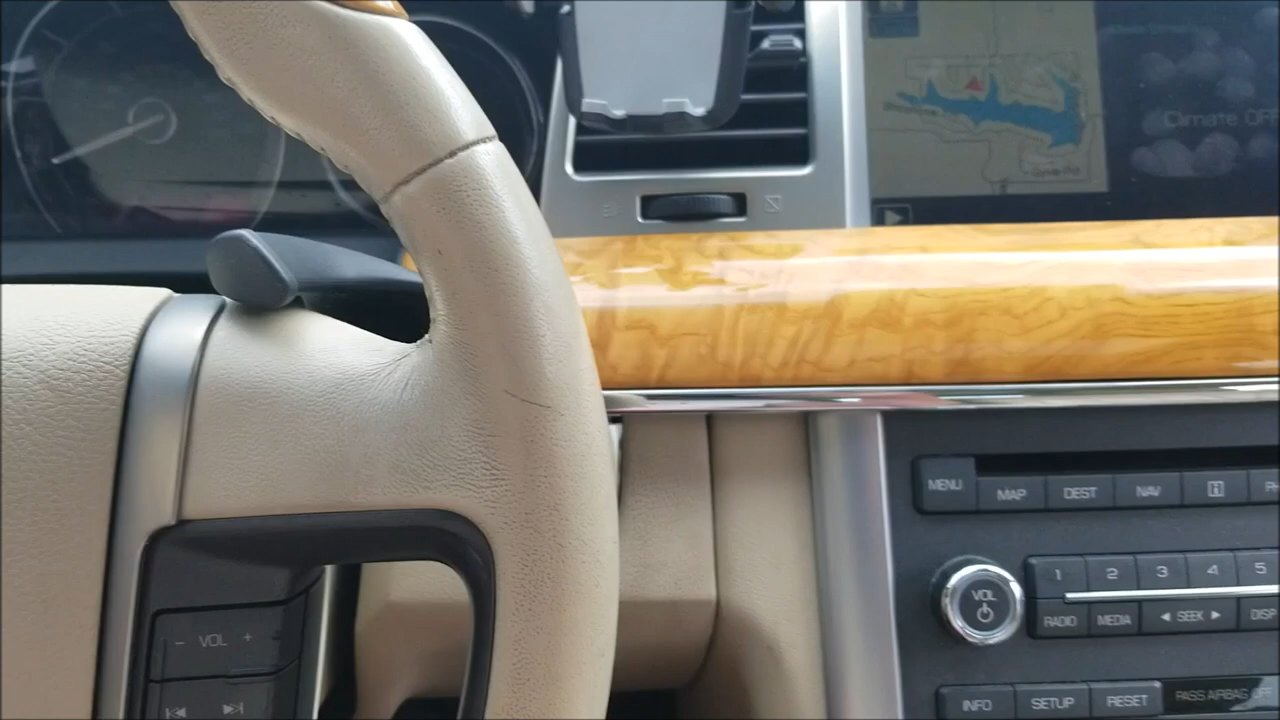 Climate OFF
MENU MAP DEST NAV i
1 2 3 4 5
VOL
RADIO MEDIA ◄ SEEK ► DISP
- VOL +
INFO SETUP RESET PASS AIRBAG OFF